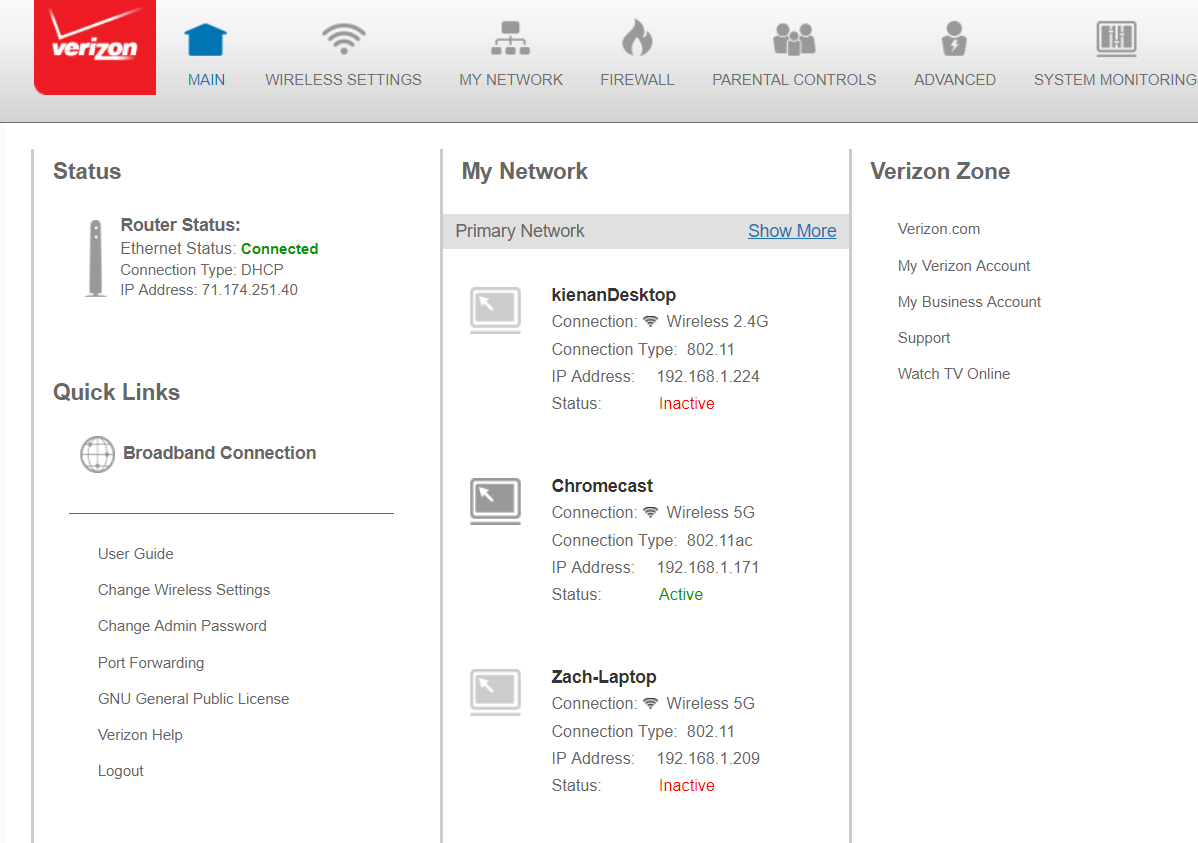 verizon
MAIN
WIRELESS SETTINGS
MY NETWORK
FIREWALL
PARENTAL CONTROLS
ADVANCED
SYSTEM MONITORING
Status
Router Status:
Ethernet Status: Connected
Connection Type: DHCP
IP Address: 71.174.251.40
Quick Links
Broadband Connection
User Guide
Change Wireless Settings
Change Admin Password
Port Forwarding
GNU General Public License
Verizon Help
Logout
My Network
Primary Network Show More
kienanDesktop
Connection: Wireless 2.4G
Connection Type: 802.11
IP Address: 192.168.1.224
Status: Inactive
Chromecast
Connection: Wireless 5G
Connection Type: 802.11ac
IP Address: 192.168.1.171
Status: Active
Zach-Laptop
Connection: Wireless 5G
Connection Type: 802.11
IP Address: 192.168.1.209
Status: Inactive
Verizon Zone
Verizon.com
My Verizon Account
My Business Account
Support
Watch TV Online